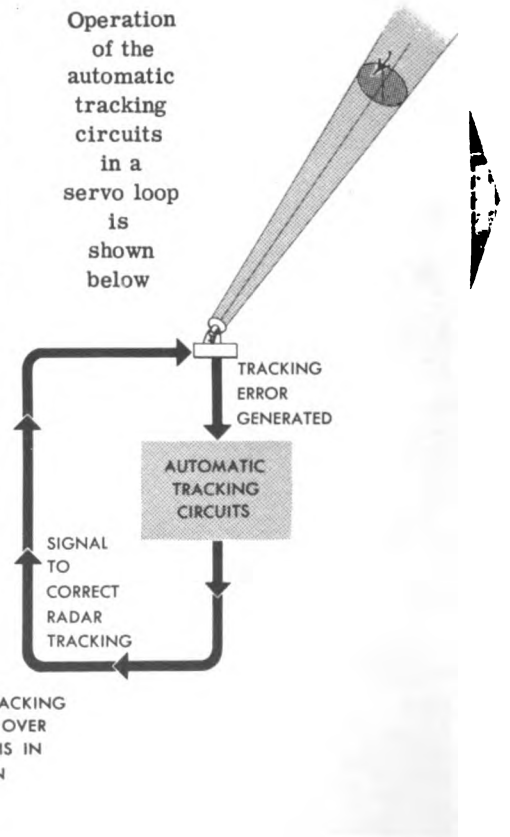 Operation
of the
automatic
tracking
circuits
in a
servo loop
is
shown
below
TRACKING
ERROR
GENERATED
AUTOMATIC
TRACKING
CIRCUITS
SIGNAL
TO
CORRECT
RADAR
TRACKING
ACKING
OVER
IS IN
N